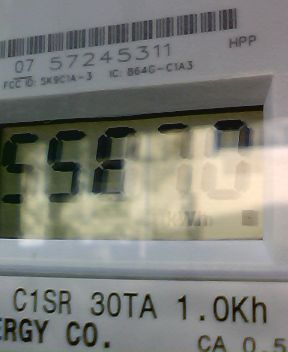 07 57245311
HPP
FCC ID: SK9C1A-3 IC: 864G-C1A3
C1SR 30TA 1.0Kh
ERGY CO.
CA 0.5